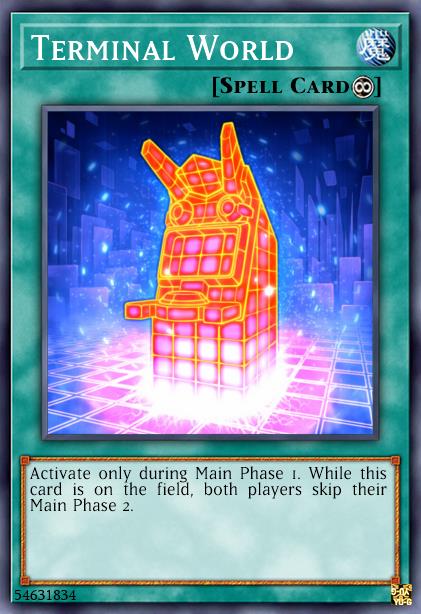 Terminal World
[Spell Card]
Activate only during Main Phase 1. While this
card is on the field, both players skip their
Main Phase 2.
54631834